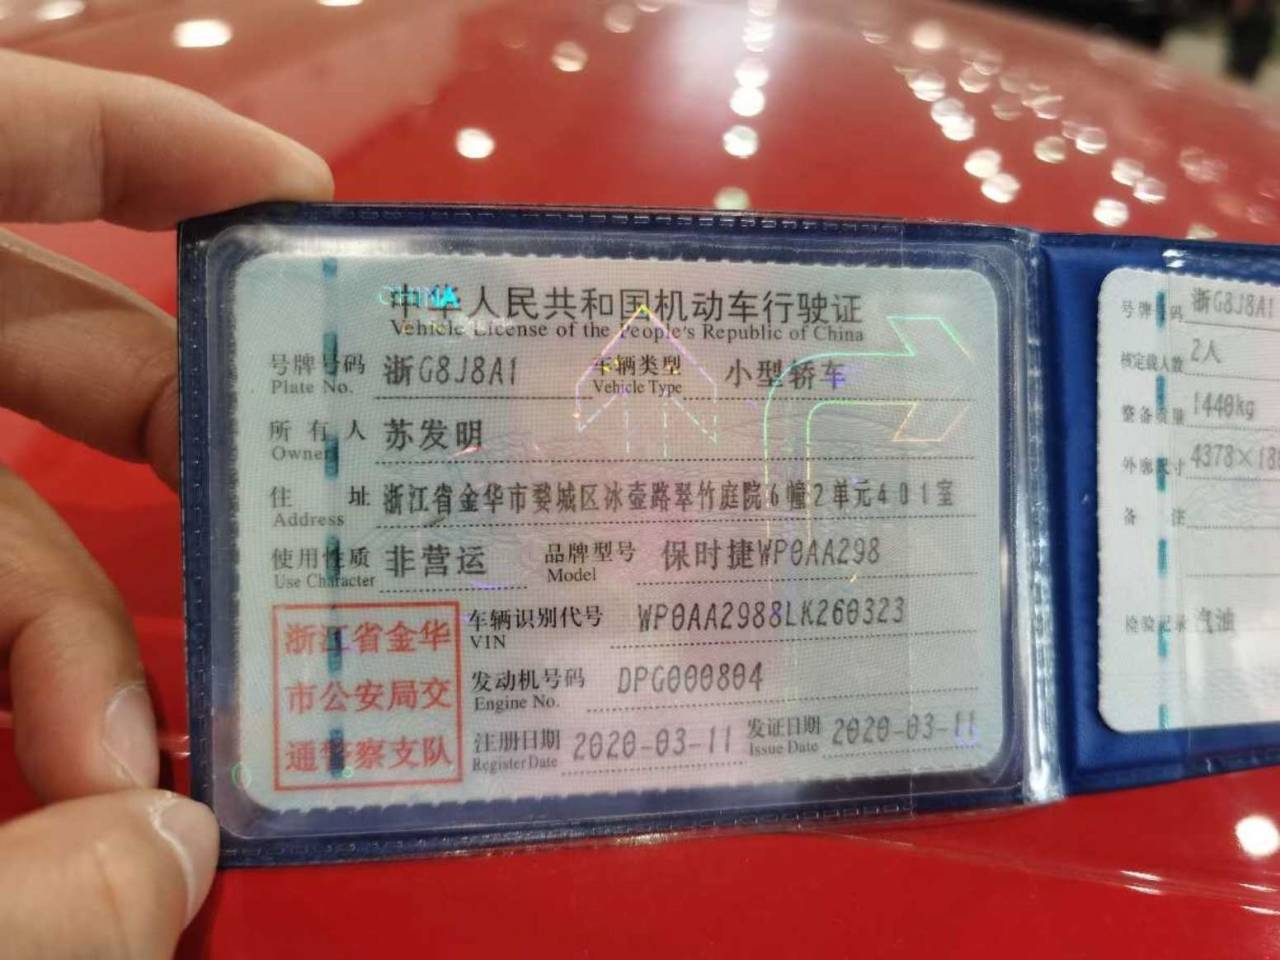 CHINA
中华人民共和国机动车行驶证
Vehicle License of the People's Republic of China
号牌号码 浙G8J8A1 车辆类型 小型轿车
Plate No. Vehicle Type
所有人 苏发明
Owner
住址 浙江省金华市婺城区冰壶路翠竹庭院6幢2单元401室
Address
使用性质 非营运 品牌型号 保时捷WP0AA298
Use Character Model
浙江省金华
市公安局交
通警察支队
车辆识别代号 WP0AA2988LK260323
VIN
发动机号码 DPG000804
Engine No.
注册日期 2020-03-11 发证日期 2020-03-11
Register Date Issue Date
号牌号码 浙G8J8A1
核定载人数 2人
整备质量 1440kg
外廓尺寸 4378×18
备注
检验记录 汽油